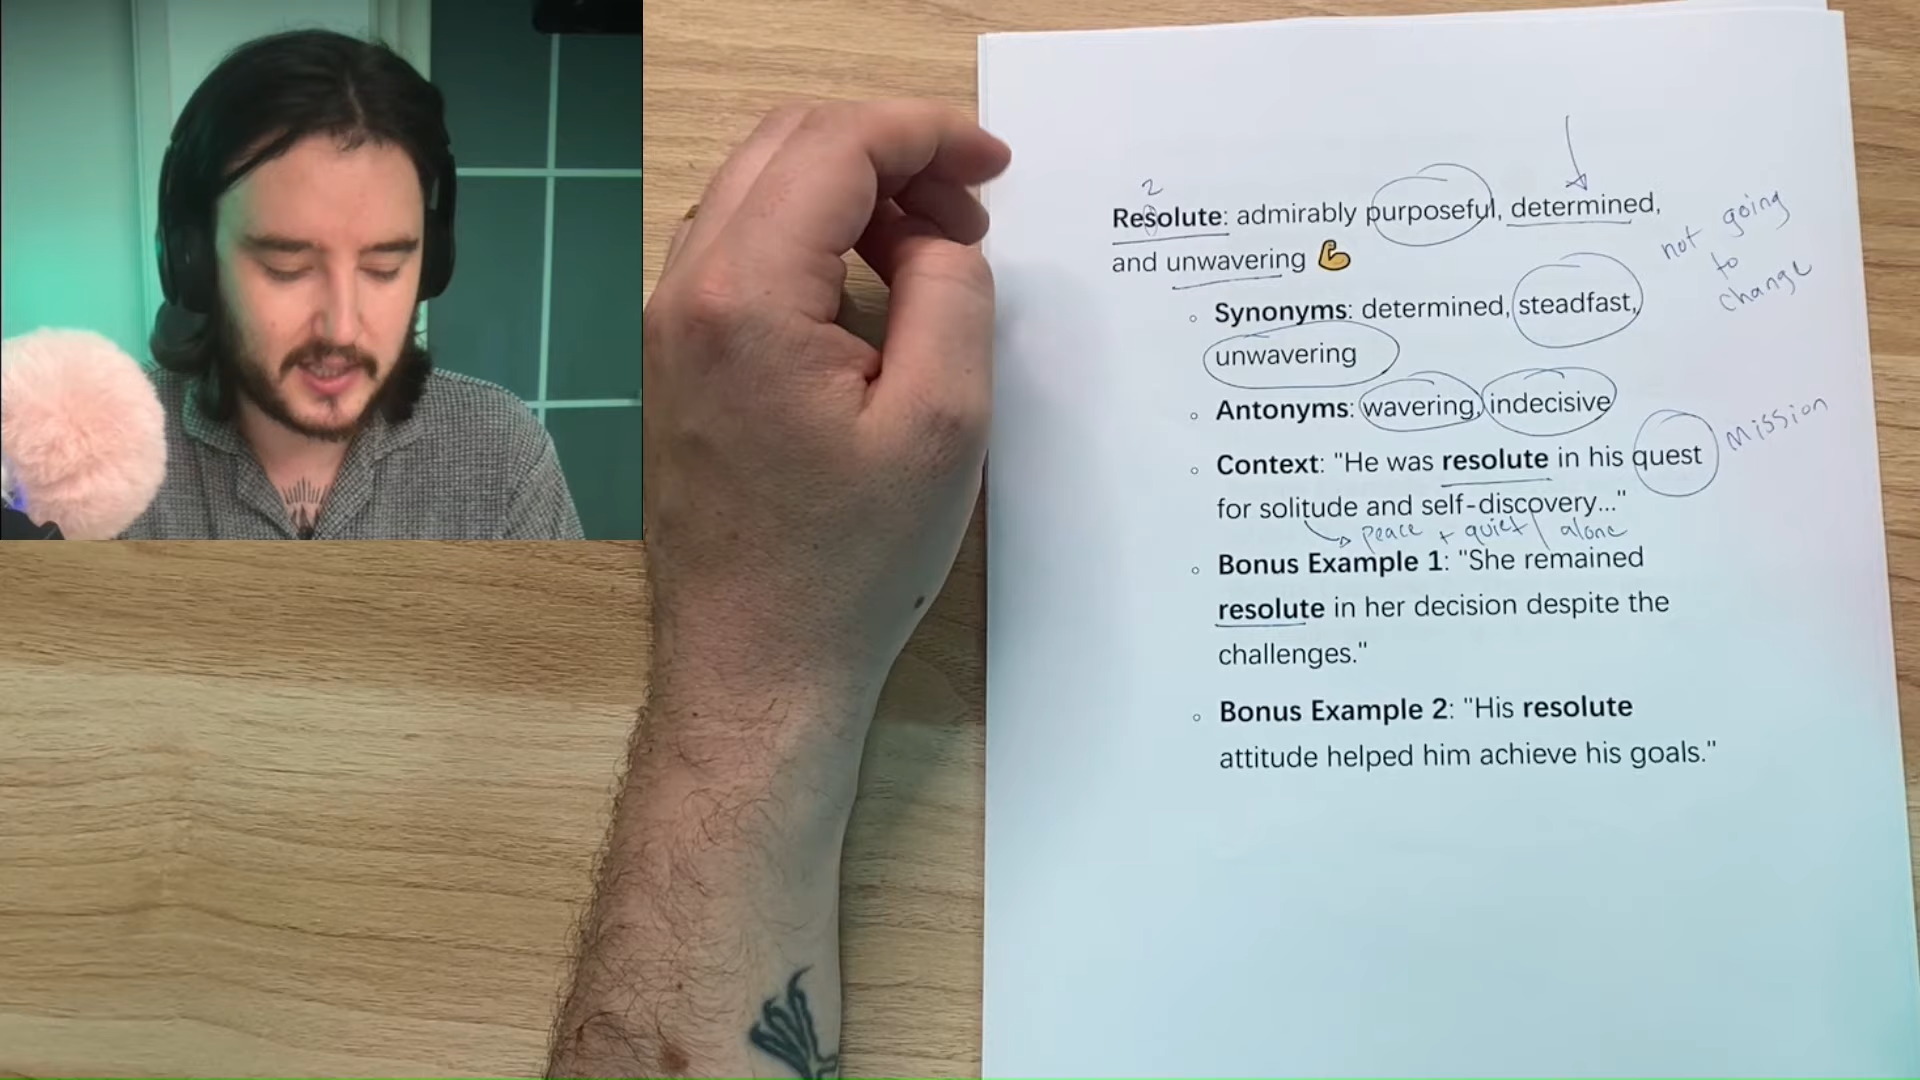 2
Resolute: admirably purposeful, determined,
and unwavering 💪
not going
to
change
Synonyms: determined, steadfast,
unwavering
Antonyms: wavering, indecisive
Context: "He was resolute in his quest
mission
for solitude and self-discovery..."
peace + quiet / alone
Bonus Example 1: "She remained
resolute in her decision despite the
challenges."
Bonus Example 2: "His resolute
attitude helped him achieve his goals."